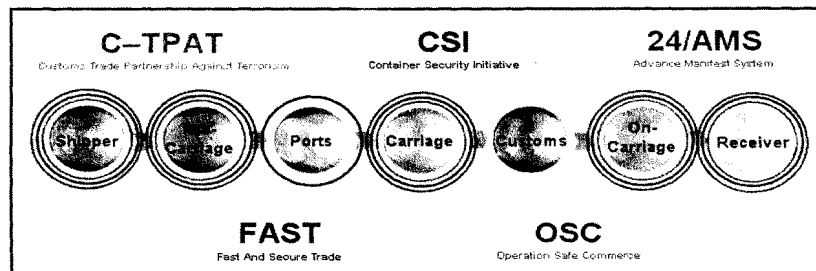 C–TPAT CSI 24/AMS
Customs Trade Partnership Against Terrorism Container Security Initiative Advance Manifest System
Shipper Carriage Ports Carriage Customs On-Carriage Receiver
FAST OSC
Fast And Secure Trade Operation Safe Commerce